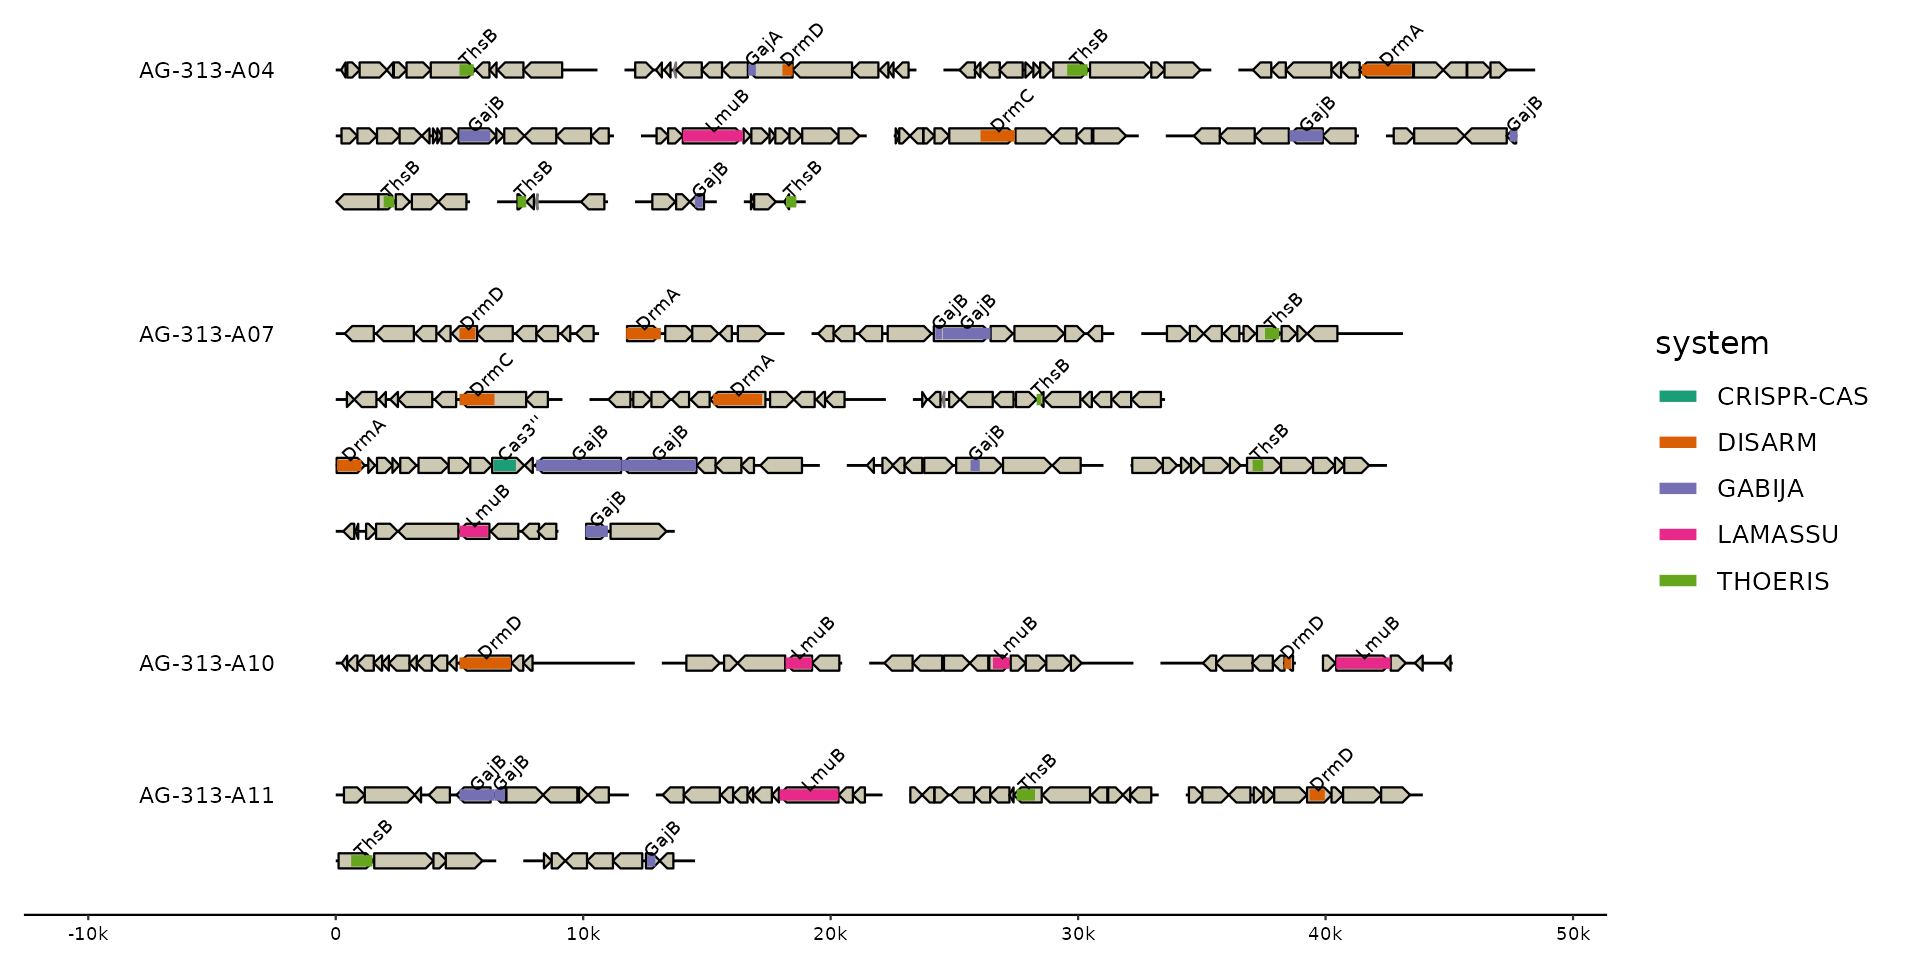 AG-313-A04
ThsB GajA DrmD ThsB DrmA
GajB LmuB DrmC GajB GajB
ThsB ThsB GajB ThsB
AG-313-A07
DrmD DrmA GajB GajB ThsB
DrmC DrmA ThsB
DrmA Cas3'' GajB GajB GajB ThsB
LmuB GajB
AG-313-A10
DrmD LmuB LmuB DrmD LmuB
AG-313-A11
GajB GajB LmuB ThsB DrmD
ThsB GajB
-10k 0 10k 20k 30k 40k 50k
system
CRISPR-CAS
DISARM
GABIJA
LAMASSU
THOERIS